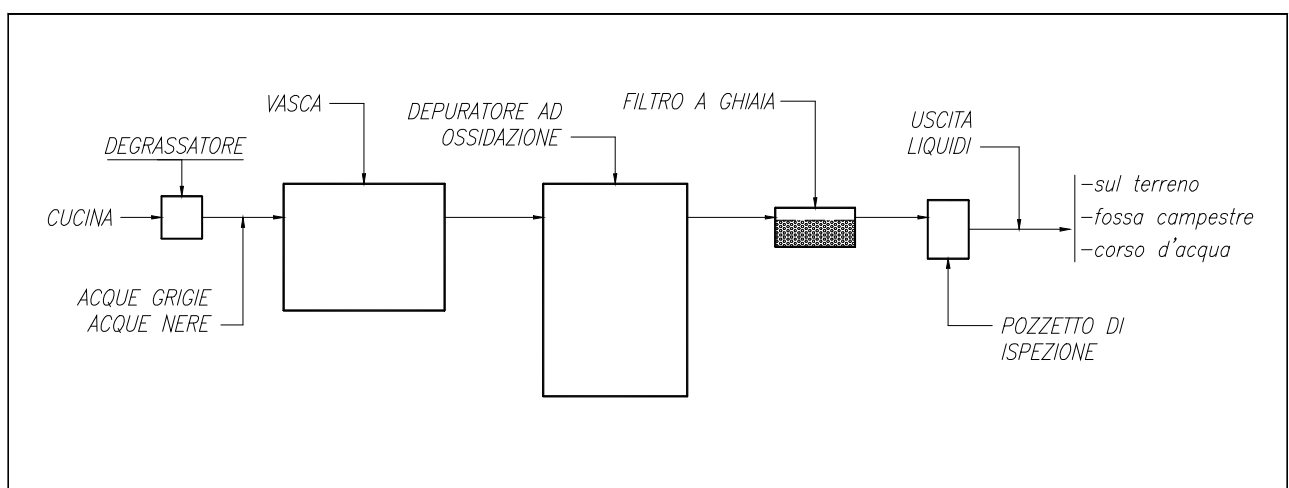 VASCA
DEPURATORE AD
OSSIDAZIONE
FILTRO A GHIAIA
USCITA
LIQUIDI
DEGRASSATORE
CUCINA
-sul terreno
-fossa campestre
-corso d'acqua
ACQUE GRIGIE
ACQUE NERE
POZZETTO DI
ISPEZIONE